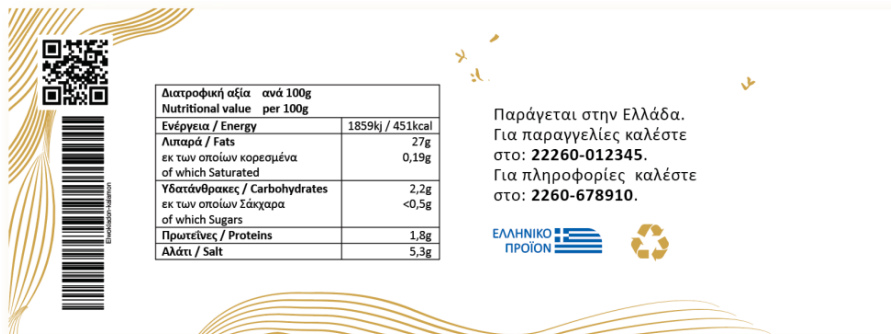 Διατροφική αξία ανά 100g
Nutritional value per 100g
Ενέργεια / Energy 1859kj / 451kcal
Λιπαρά / Fats 27g
εκ των οποίων κορεσμένα 0,19g
of which Saturated
Υδατάνθρακες / Carbohydrates 2,2g
εκ των οποίων Σάκχαρα <0,5g
of which Sugars
Πρωτεΐνες / Proteins 1,8g
Αλάτι / Salt 5,3g
Παράγεται στην Ελλάδα.
Για παραγγελίες καλέστε
στο: 22260-012345.
Για πληροφορίες καλέστε
στο: 2260-678910.
ΕΛΛΗΝΙΚΟ
ΠΡΟΪΟΝ